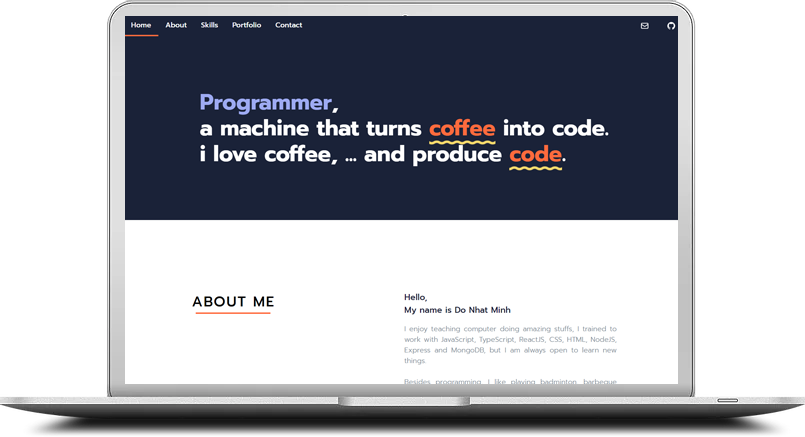 Home About Skills Portfolio Contact
Programmer,
a machine that turns coffee into code.
i love coffee, ... and produce code.
ABOUT ME
Hello,
My name is Do Nhat Minh
I enjoy teaching computer doing amazing stuffs, I trained to
work with JavaScript, TypeScript, ReactJS, CSS, HTML, NodeJS,
Express and MongoDB, but I am always open to learn new
things.
Besides programming, I like playing badminton, barbeque